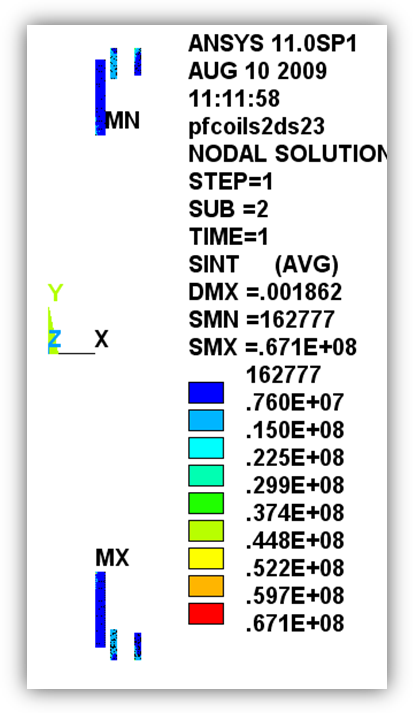 ANSYS 11.0SP1
AUG 10 2009
11:11:58
pfcoils2ds23
NODAL SOLUTION
STEP=1
SUB =2
TIME=1
SINT (AVG)
DMX =.001862
SMN =162777
SMX =.671E+08
162777
.760E+07
.150E+08
.225E+08
.299E+08
.374E+08
.448E+08
.522E+08
.597E+08
.671E+08
MN
Y
Z X
MX